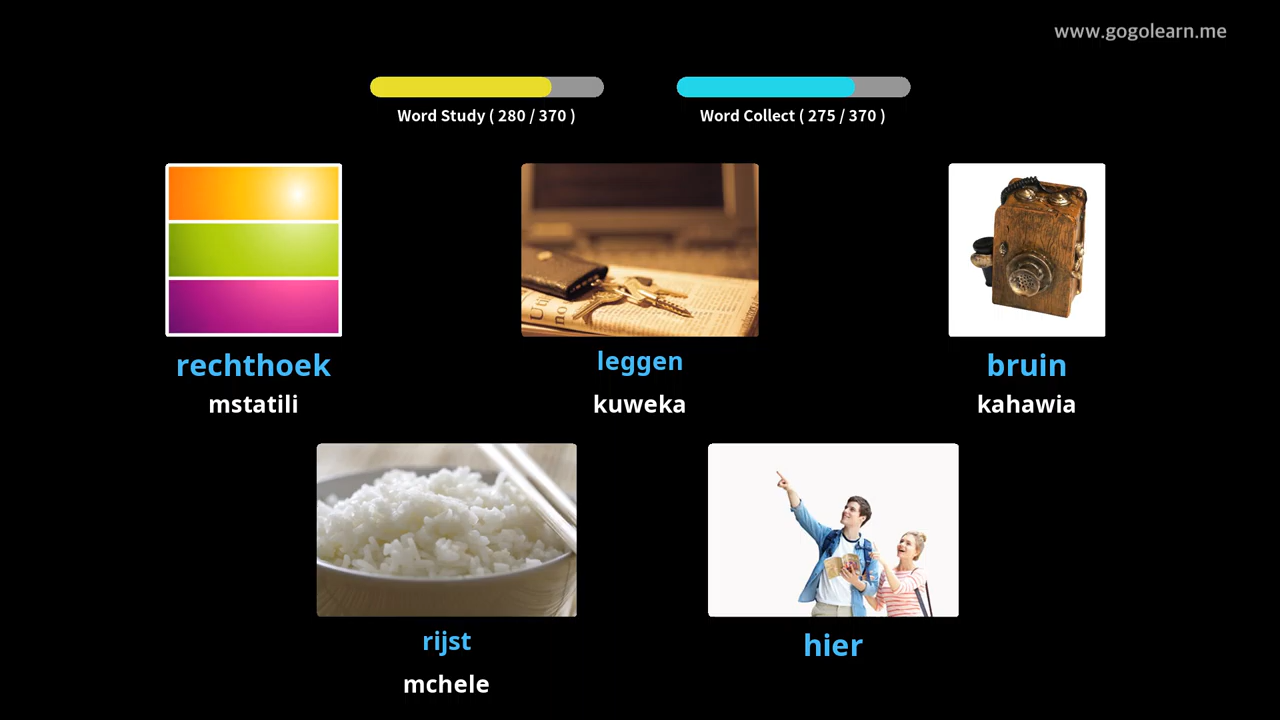 www.gogolearn.me
Word Study ( 280 / 370 )
Word Collect ( 275 / 370 )
rechthoek
mstatili
leggen
kuweka
bruin
kahawia
rijst
mchele
hier